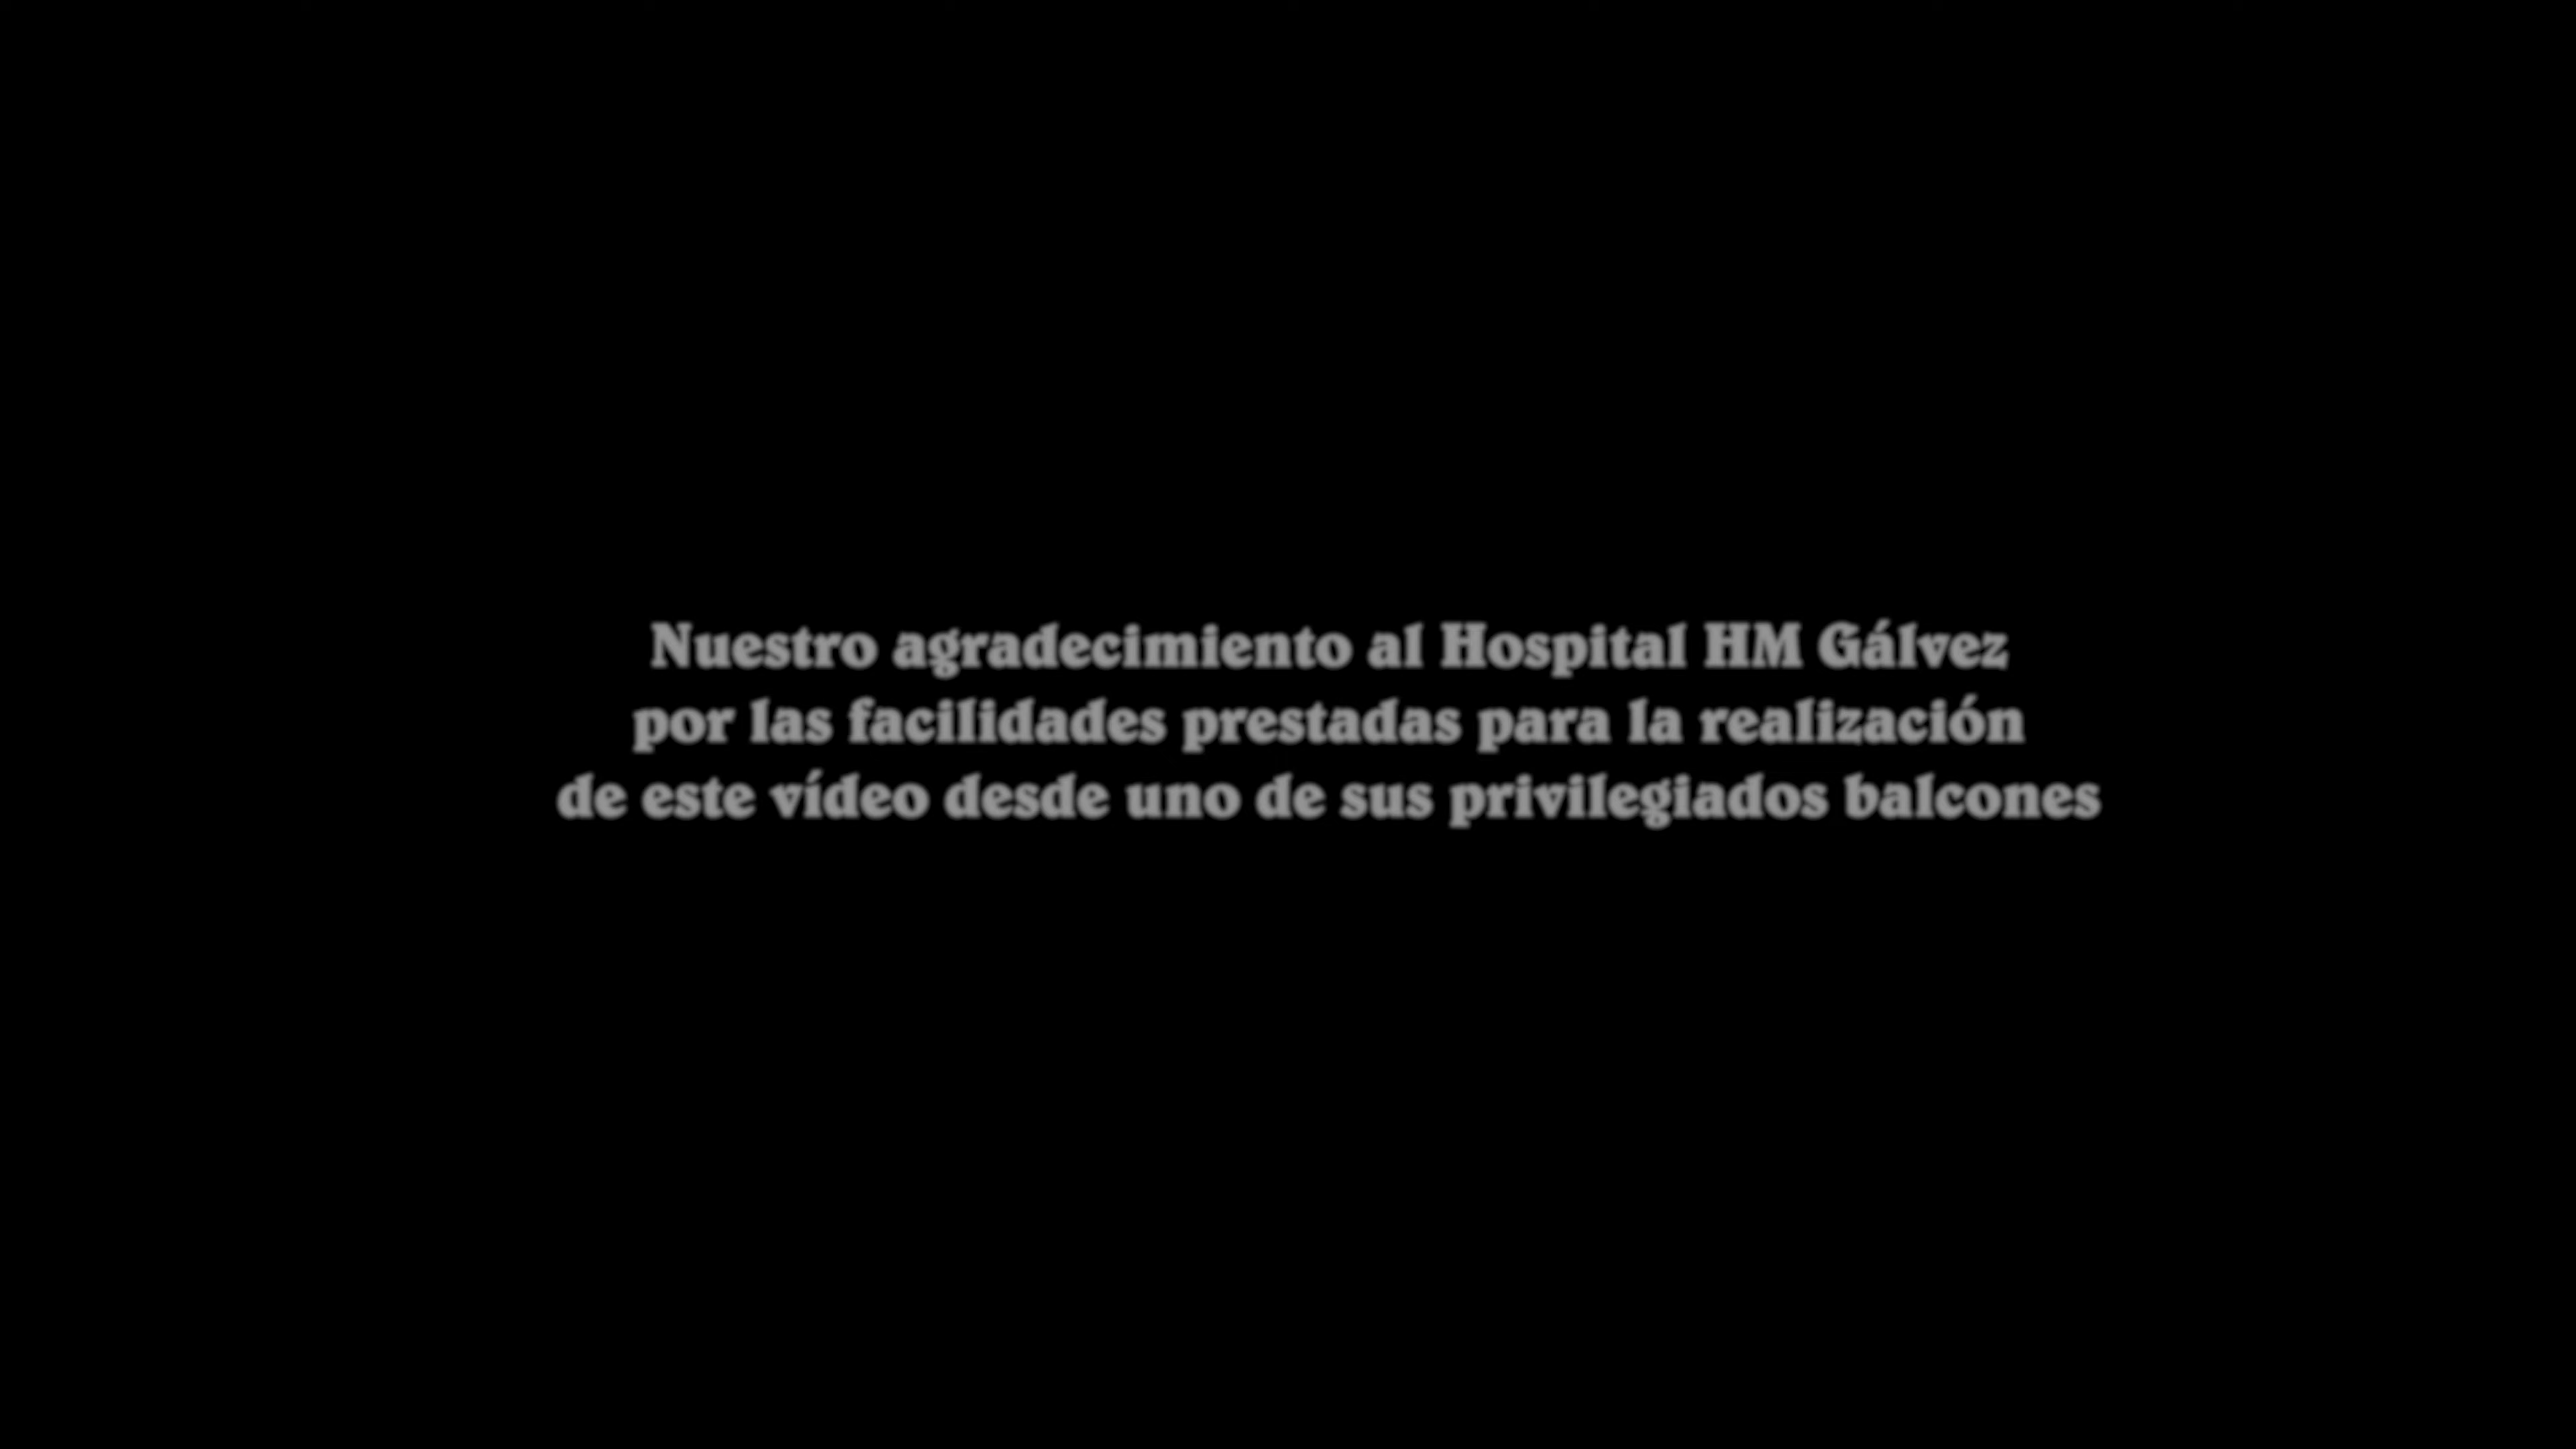 Nuestro agradecimiento al Hospital HM Gálvez
por las facilidades prestadas para la realización
de este vídeo desde uno de sus privilegiados balcones